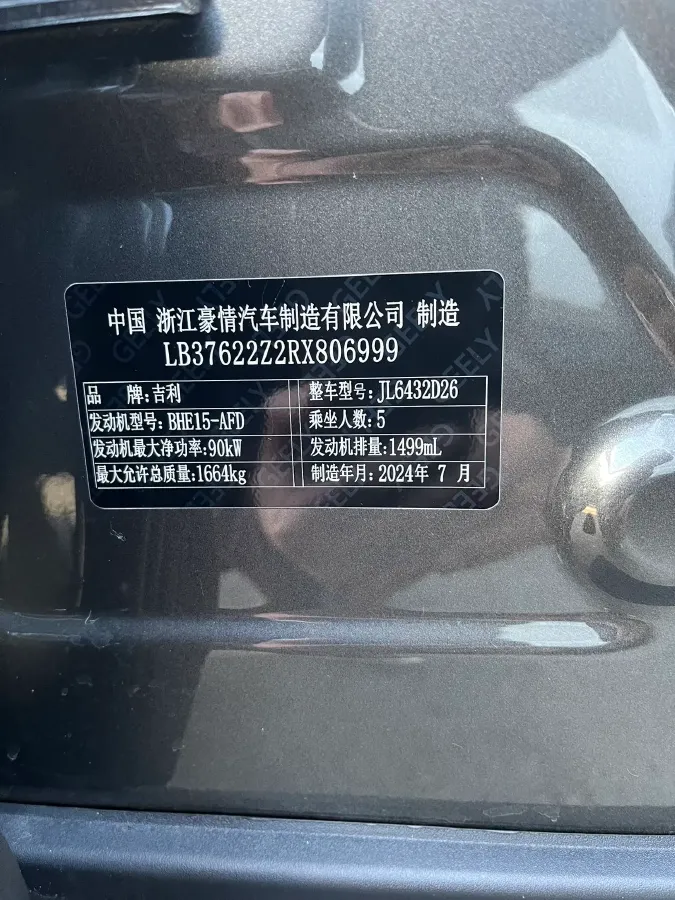 中国 浙江豪情汽车制造有限公司 制造
LB37622Z2RX806999
品 牌:吉利 整车型号:JL6432D26
发动机型号:BHE15-AFD 乘坐人数:5
发动机最大净功率:90kW 发动机排量:1499mL
最大允许总质量:1664kg 制造年月:2024年 7 月
GEELY